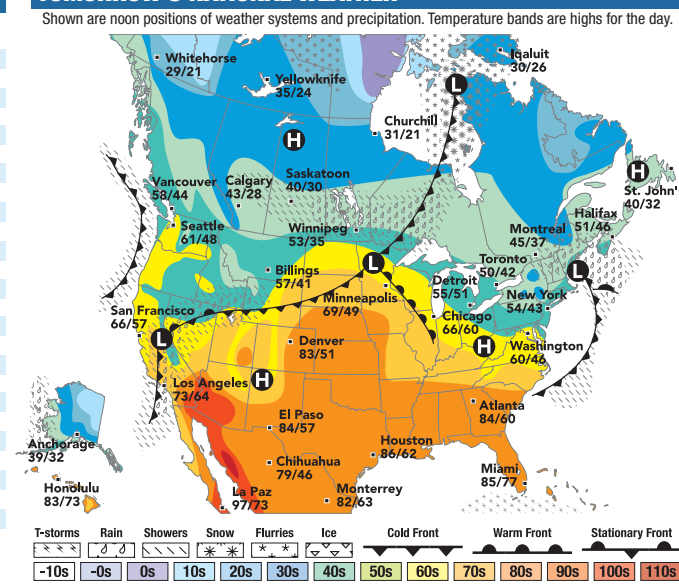 Shown are noon positions of weather systems and precipitation. Temperature bands are highs for the day.
Whitehorse
29/21
Yellowknife
35/24
Iqaluit
30/26
L
Churchill
31/21
H
Saskatoon
40/30
Vancouver
58/44
Calgary
43/28
H
St. John'
40/32
Halifax
51/46
Seattle
61/48
Winnipeg
53/35
Montreal
45/37
Toronto
50/42
Billings
57/41
L
L
Detroit
55/51
Minneapolis
69/49
New York
54/43
San Francisco
66/57
Chicago
66/60
L
Denver
83/51
H
Washington
60/46
Los Angeles
73/64
H
Atlanta
84/60
El Paso
84/57
Houston
86/62
Anchorage
39/32
Chihuahua
79/46
Miami
85/77
Honolulu
83/73
La Paz
97/73
Monterrey
82/63
T-storms Rain Showers Snow Flurries Ice Cold Front Warm Front Stationary Front
-10s -0s 0s 10s 20s 30s 40s 50s 60s 70s 80s 90s 100s 110s